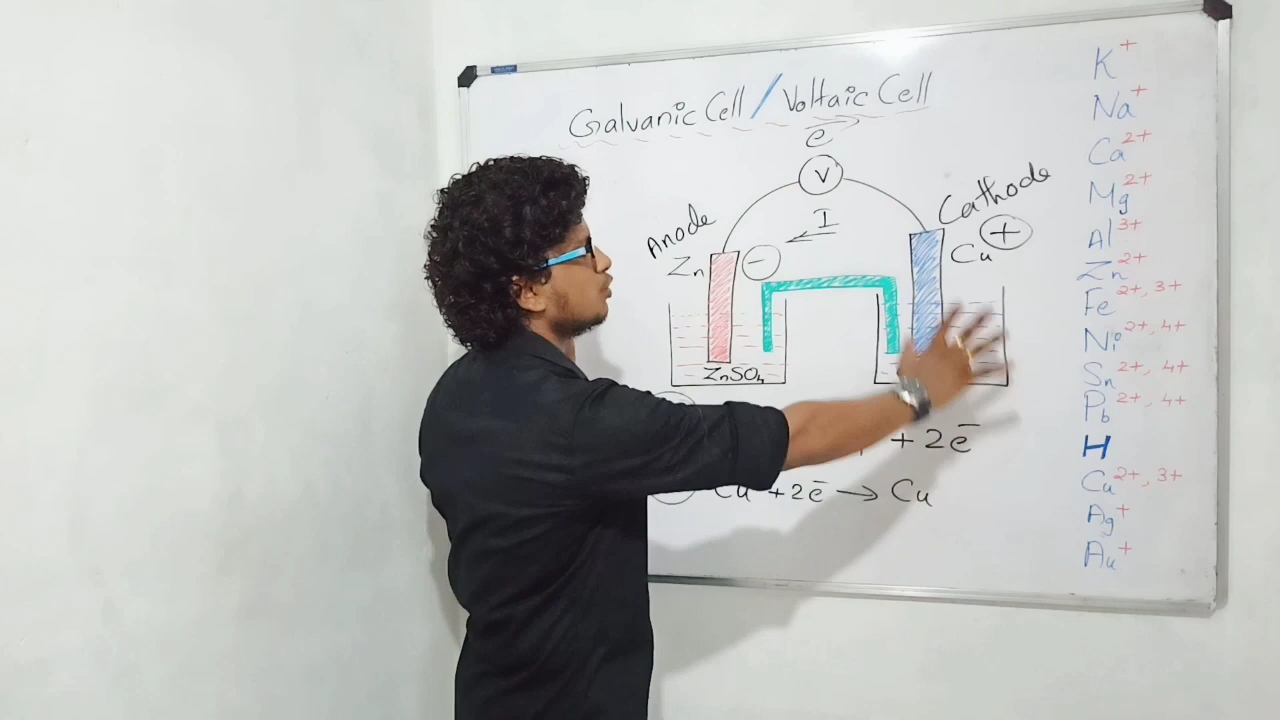 Galvanic Cell / Voltaic Cell
e
V
Anode
I
Cathode
Zn
−
Cu
+
ZnSO4
+ 2e⁻
Cu + 2e⁻ → Cu
K⁺
Na⁺
Ca²⁺
Mg²⁺
Al³⁺
Zn²⁺
Fe²⁺, ³⁺
Ni²⁺, ⁴⁺
Sn²⁺, ⁴⁺
Pb²⁺, ⁴⁺
H
Cu²⁺, ³⁺
Ag⁺
Au⁺